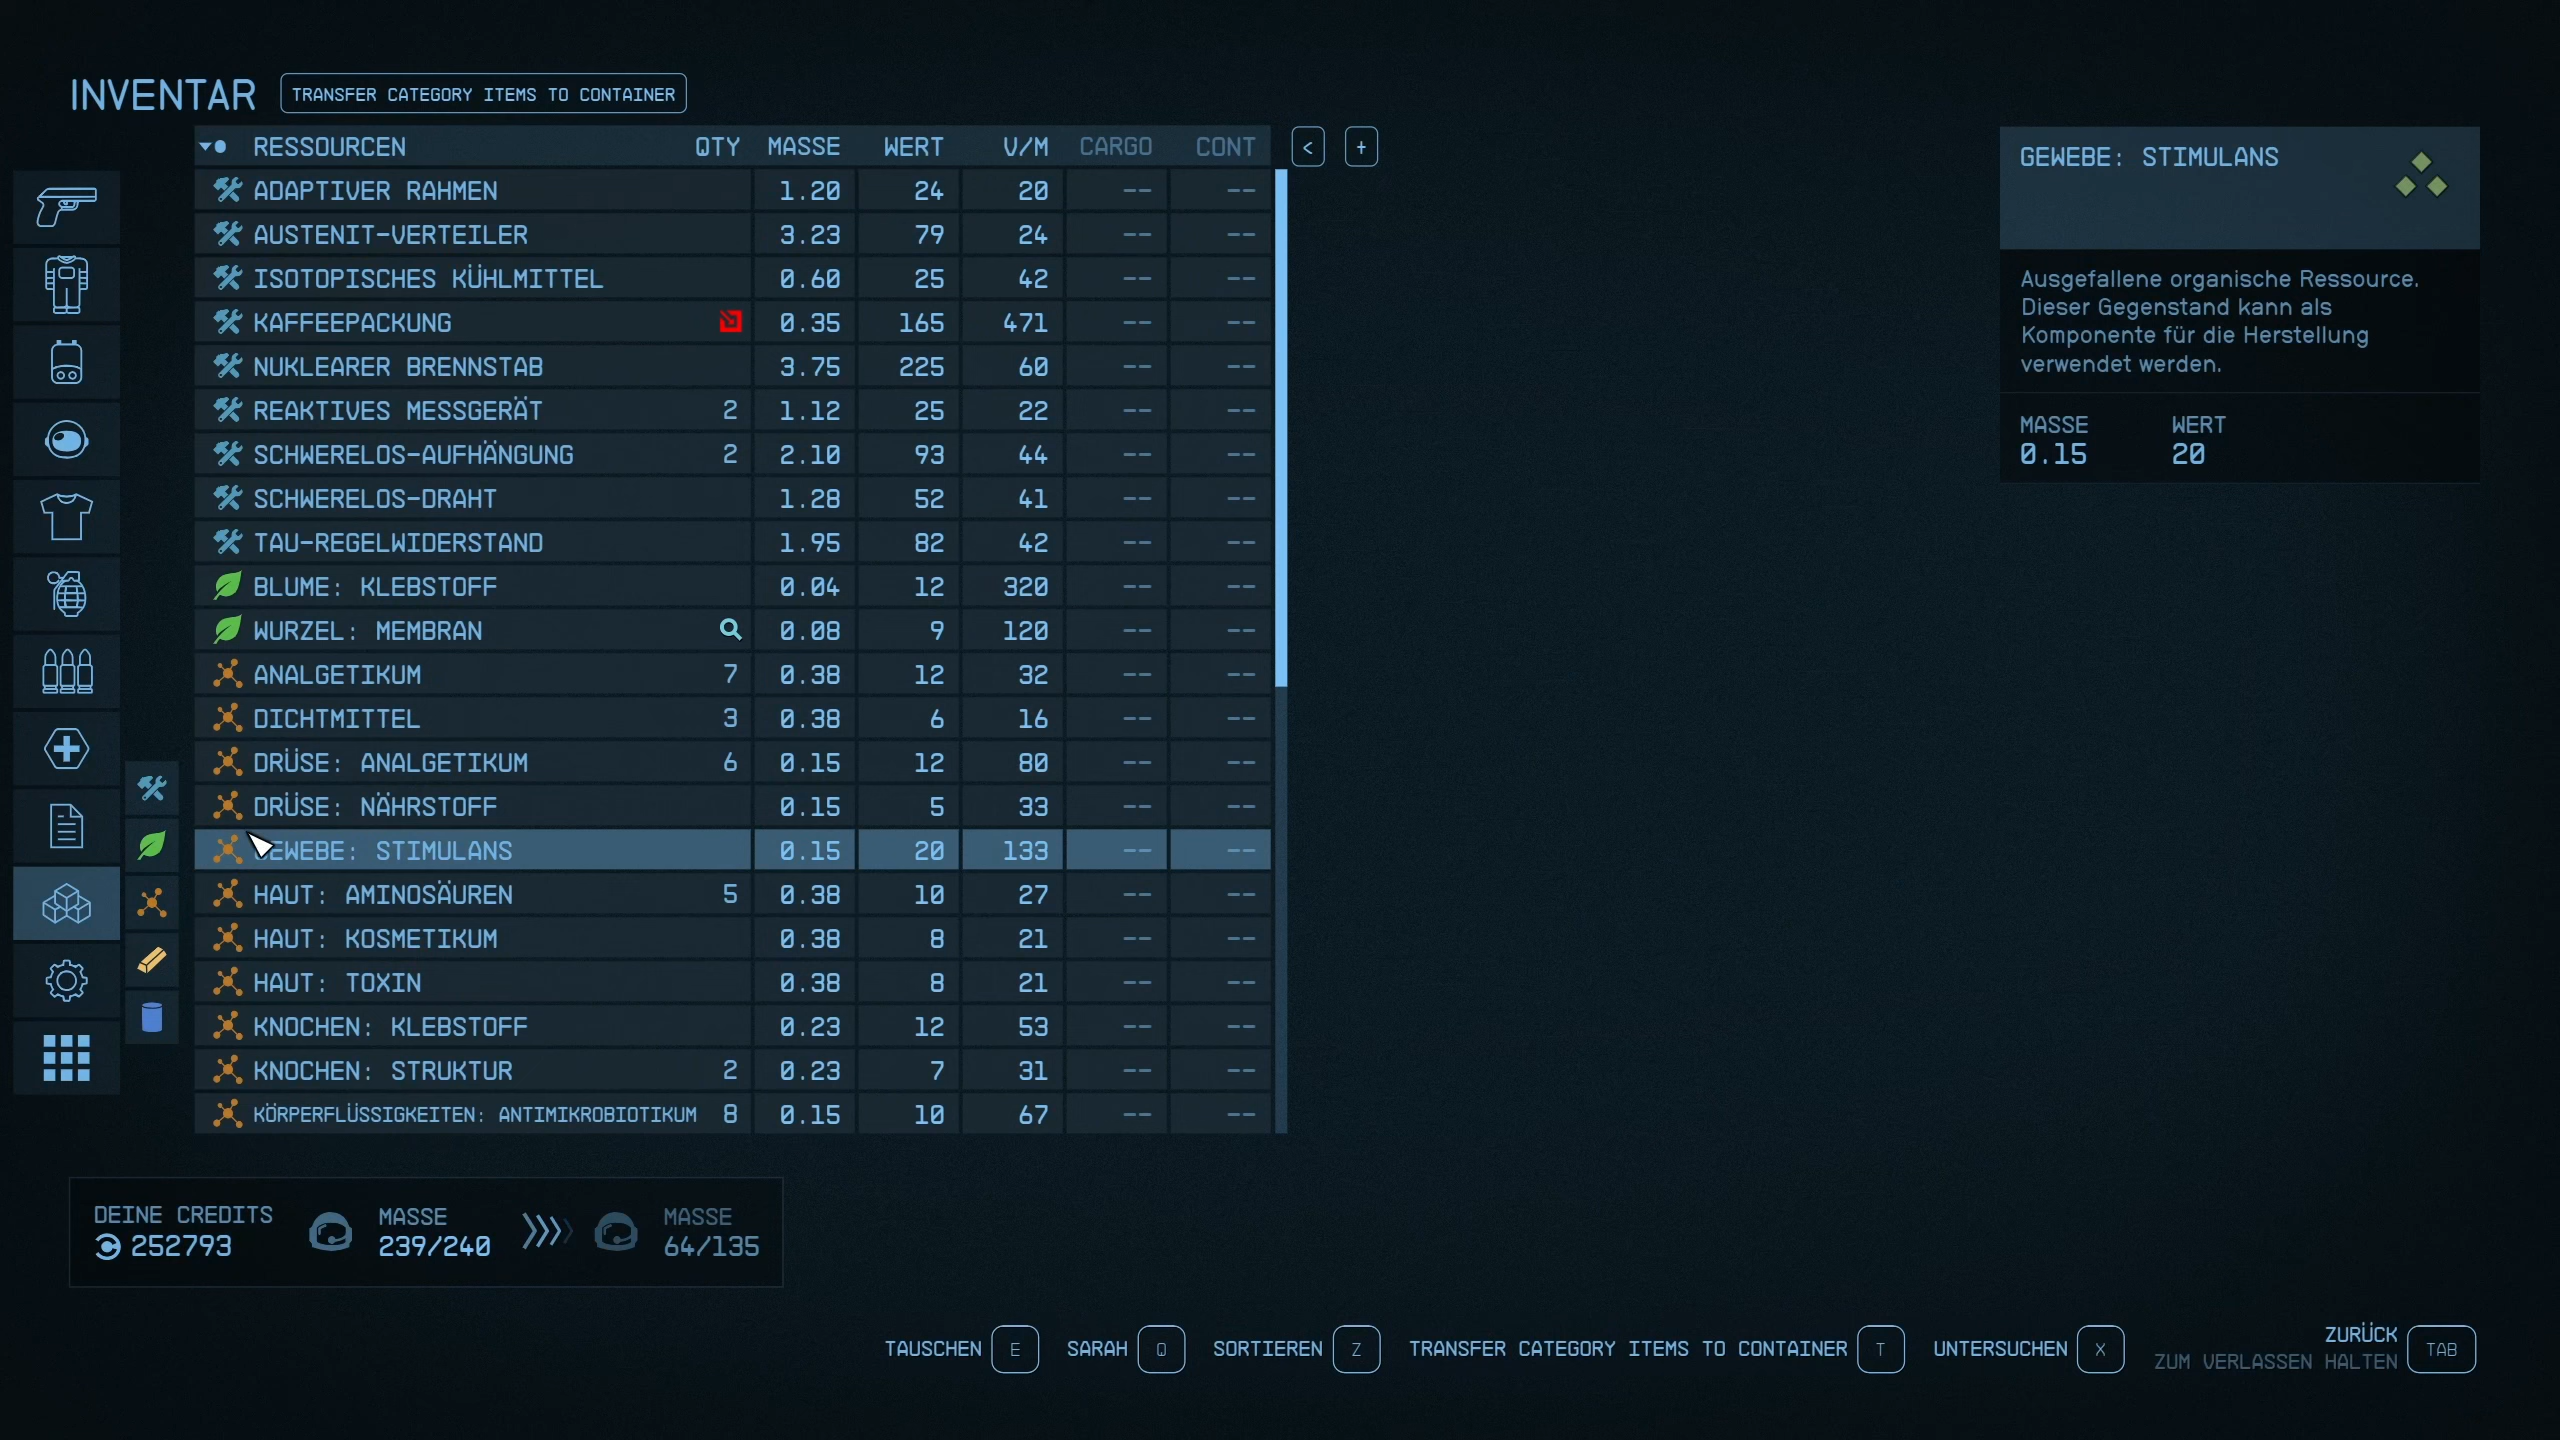 INVENTAR TRANSFER CATEGORY ITEMS TO CONTAINER
RESSOURCEN QTY MASSE WERT V/M CARGO CONT < +
ADAPTIVER RAHMEN 1.20 24 20 -- --
AUSTENIT-VERTEILER 3.23 79 24 -- --
ISOTOPISCHES KÜHLMITTEL 0.60 25 42 -- --
KAFFEEPACKUNG 0.35 165 471 -- --
NUKLEARER BRENNSTAB 3.75 225 60 -- --
REAKTIVES MESSGERÄT 2 1.12 25 22 -- --
SCHWERELOS-AUFHÄNGUNG 2 2.10 93 44 -- --
SCHWERELOS-DRAHT 1.28 52 41 -- --
TAU-REGELWIDERSTAND 1.95 82 42 -- --
BLUME: KLEBSTOFF 0.04 12 320 -- --
WURZEL: MEMBRAN 0.08 9 120 -- --
ANALGETIKUM 7 0.38 12 32 -- --
DICHTMITTEL 3 0.38 6 16 -- --
DRÜSE: ANALGETIKUM 6 0.15 12 80 -- --
DRÜSE: NÄHRSTOFF 0.15 5 33 -- --
GEWEBE: STIMULANS 0.15 20 133 -- --
HAUT: AMINOSÄUREN 5 0.38 10 27 -- --
HAUT: KOSMETIKUM 0.38 8 21 -- --
HAUT: TOXIN 0.38 8 21 -- --
KNOCHEN: KLEBSTOFF 0.23 12 53 -- --
KNOCHEN: STRUKTUR 2 0.23 7 31 -- --
KÖRPERFLÜSSIGKEITEN: ANTIMIKROBIOTIKUM 8 0.15 10 67 -- --
GEWEBE: STIMULANS
Ausgefallene organische Ressource.
Dieser Gegenstand kann als
Komponente für die Herstellung
verwendet werden.
MASSE WERT
0.15 20
DEINE CREDITS MASSE MASSE
252793 239/240 64/135
TAUSCHEN E SARAH Q SORTIEREN Z TRANSFER CATEGORY ITEMS TO CONTAINER T UNTERSUCHEN X ZURÜCK TAB
ZUM VERLASSEN HALTEN